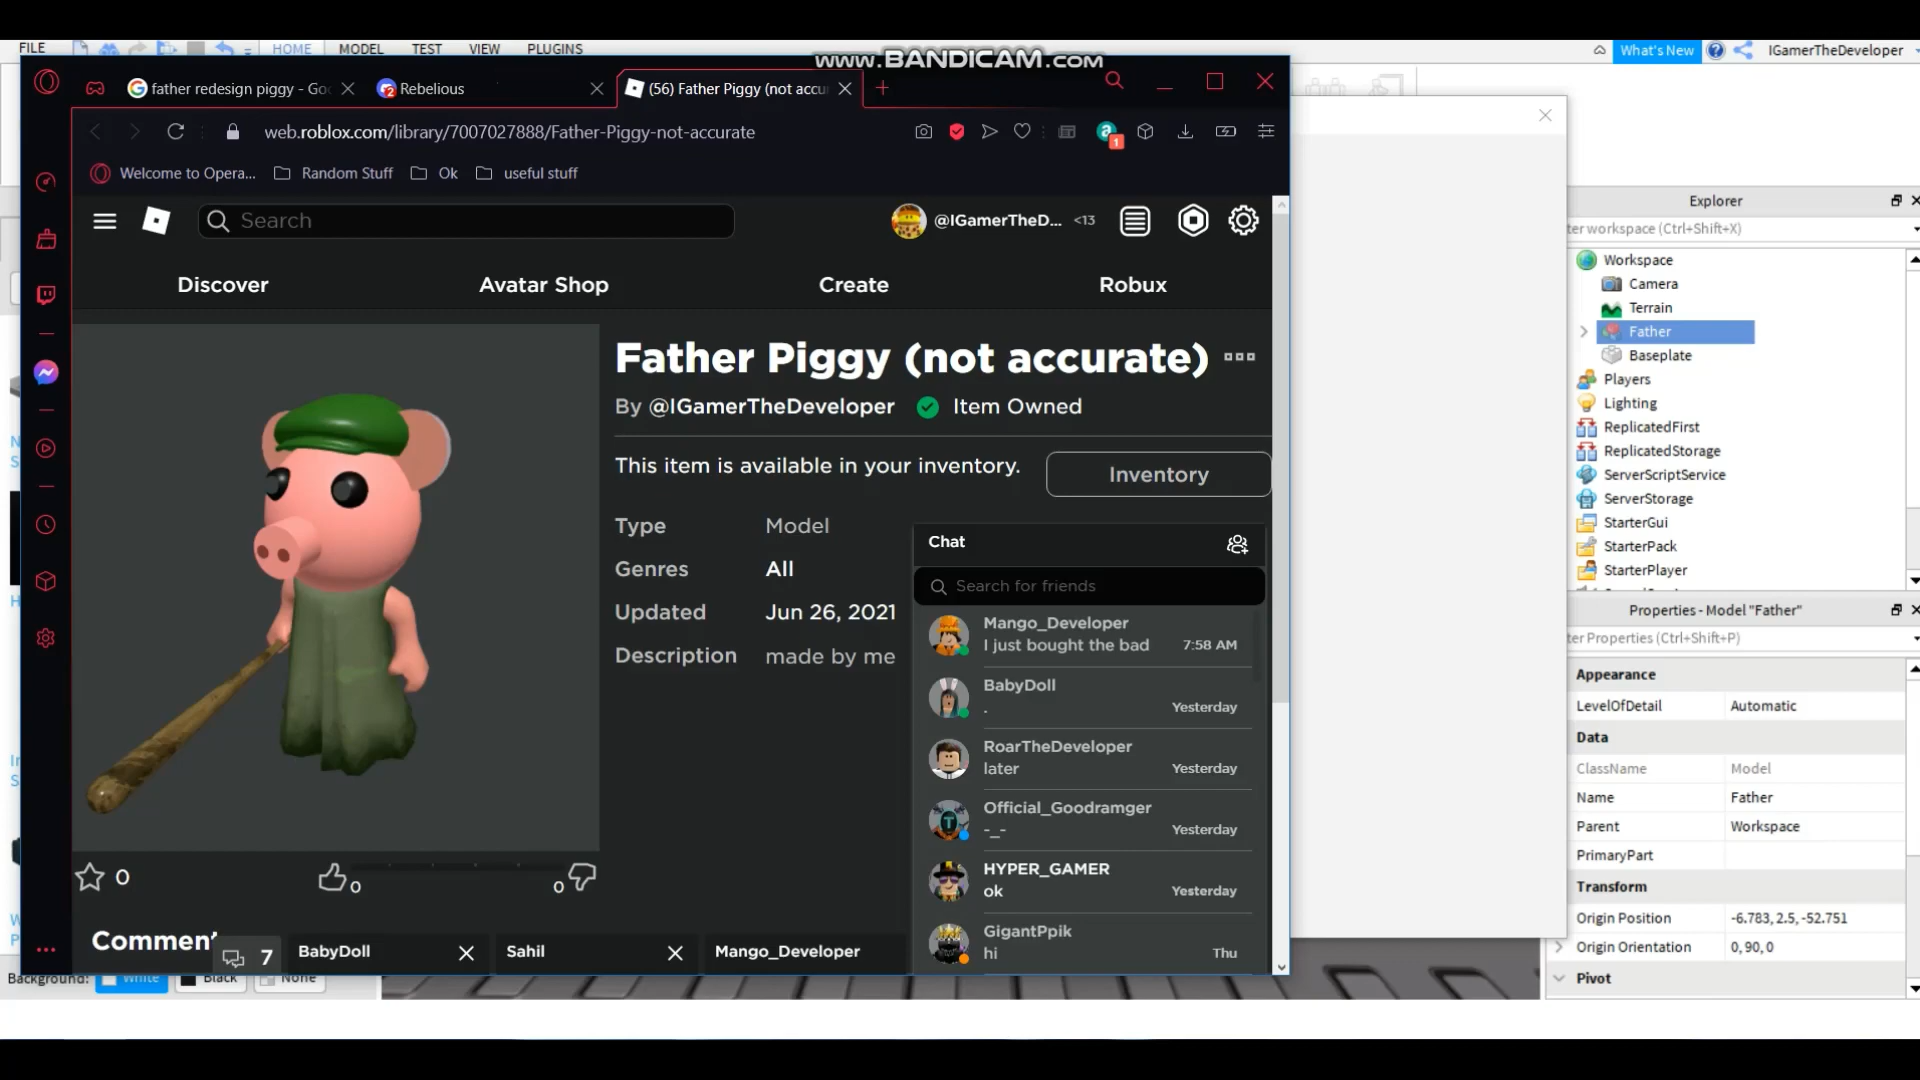 www.BANDICAM.com
FILE
HOME
MODEL
TEST
VIEW
PLUGINS
What's New
IGamerTheDeveloper
father redesign piggy - Goo
Rebelious
(56) Father Piggy (not accu
web.roblox.com/library/7007027888/Father-Piggy-not-accurate
1
Welcome to Opera...
Random Stuff
Ok
useful stuff
Search
@IGamerTheD...
<13
Discover
Avatar Shop
Create
Robux
Father Piggy (not accurate)
By @IGamerTheDeveloper
Item Owned
This item is available in your inventory.
Inventory
Type
Model
Genres
All
Updated
Jun 26, 2021
Description
made by me
0
0
0
Comment
Chat
Search for friends
Mango_Developer
I just bought the bad
7:58 AM
BabyDoll
.
Yesterday
RoarTheDeveloper
later
Yesterday
Official_Goodramger
-_-
Yesterday
HYPER_GAMER
ok
Yesterday
GigantPpik
hi
Thu
7
BabyDoll
Sahil
Mango_Developer
Background:
White
Black
None
Explorer
ter workspace (Ctrl+Shift+X)
Workspace
Camera
Terrain
Father
Baseplate
Players
Lighting
ReplicatedFirst
ReplicatedStorage
ServerScriptService
ServerStorage
StarterGui
StarterPack
StarterPlayer
Properties - Model "Father"
ter Properties (Ctrl+Shift+P)
Appearance
LevelOfDetail
Automatic
Data
ClassName
Model
Name
Father
Parent
Workspace
PrimaryPart
Transform
Origin Position
-6.783, 2.5, -52.751
Origin Orientation
0, 90, 0
Pivot